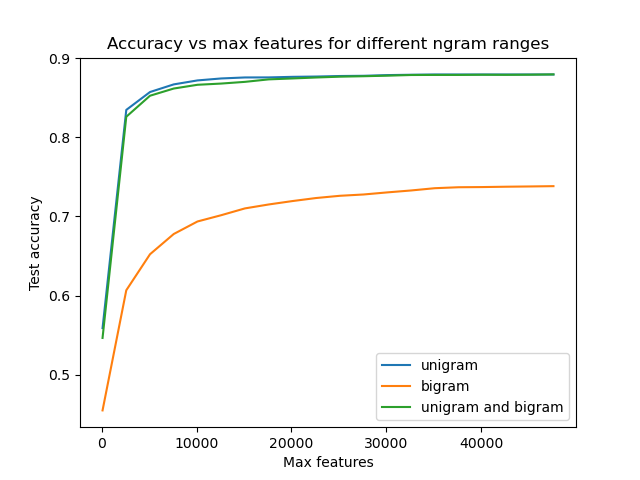 Accuracy vs max features for different ngram ranges
0.9
0.8
0.7
0.6
0.5
Test accuracy
unigram
bigram
unigram and bigram
0 10000 20000 30000 40000
Max features